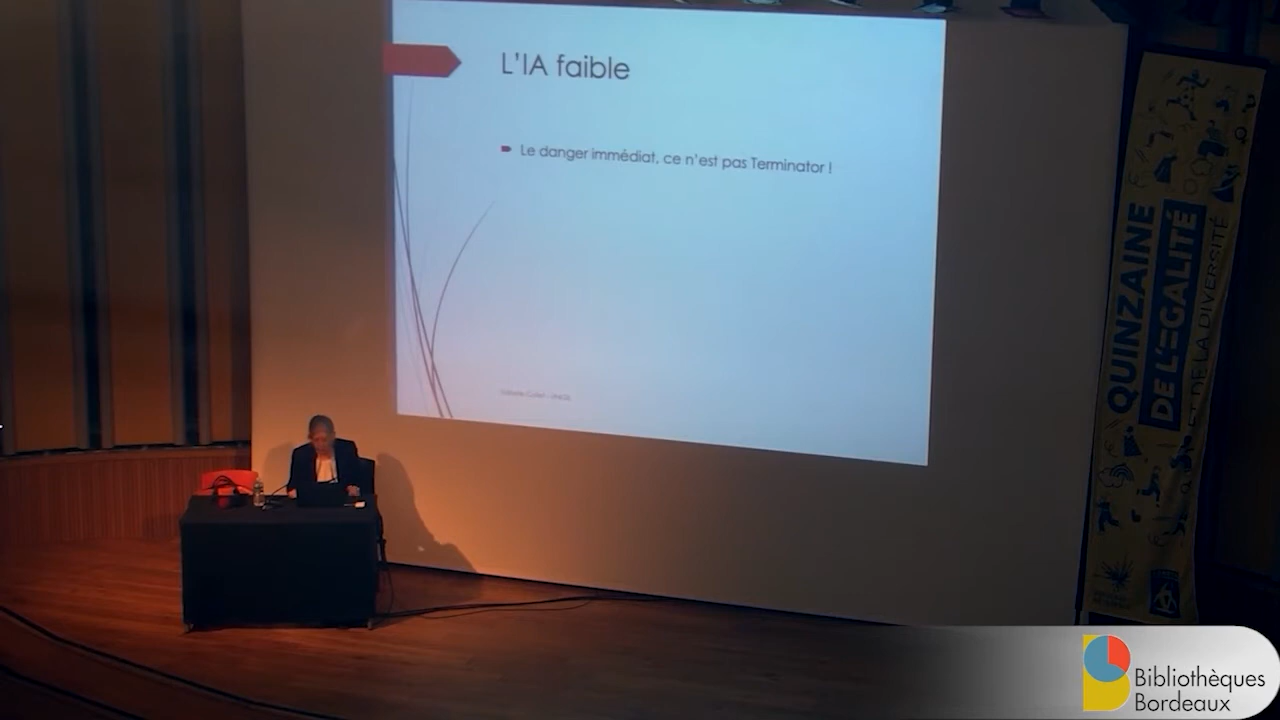 L'IA faible
Le danger immédiat, ce n'est pas Terminator !
QUINZAINE
DE L'ÉGALITÉ
ET DE LA DIVERSITÉ
Bibliothèques
Bordeaux